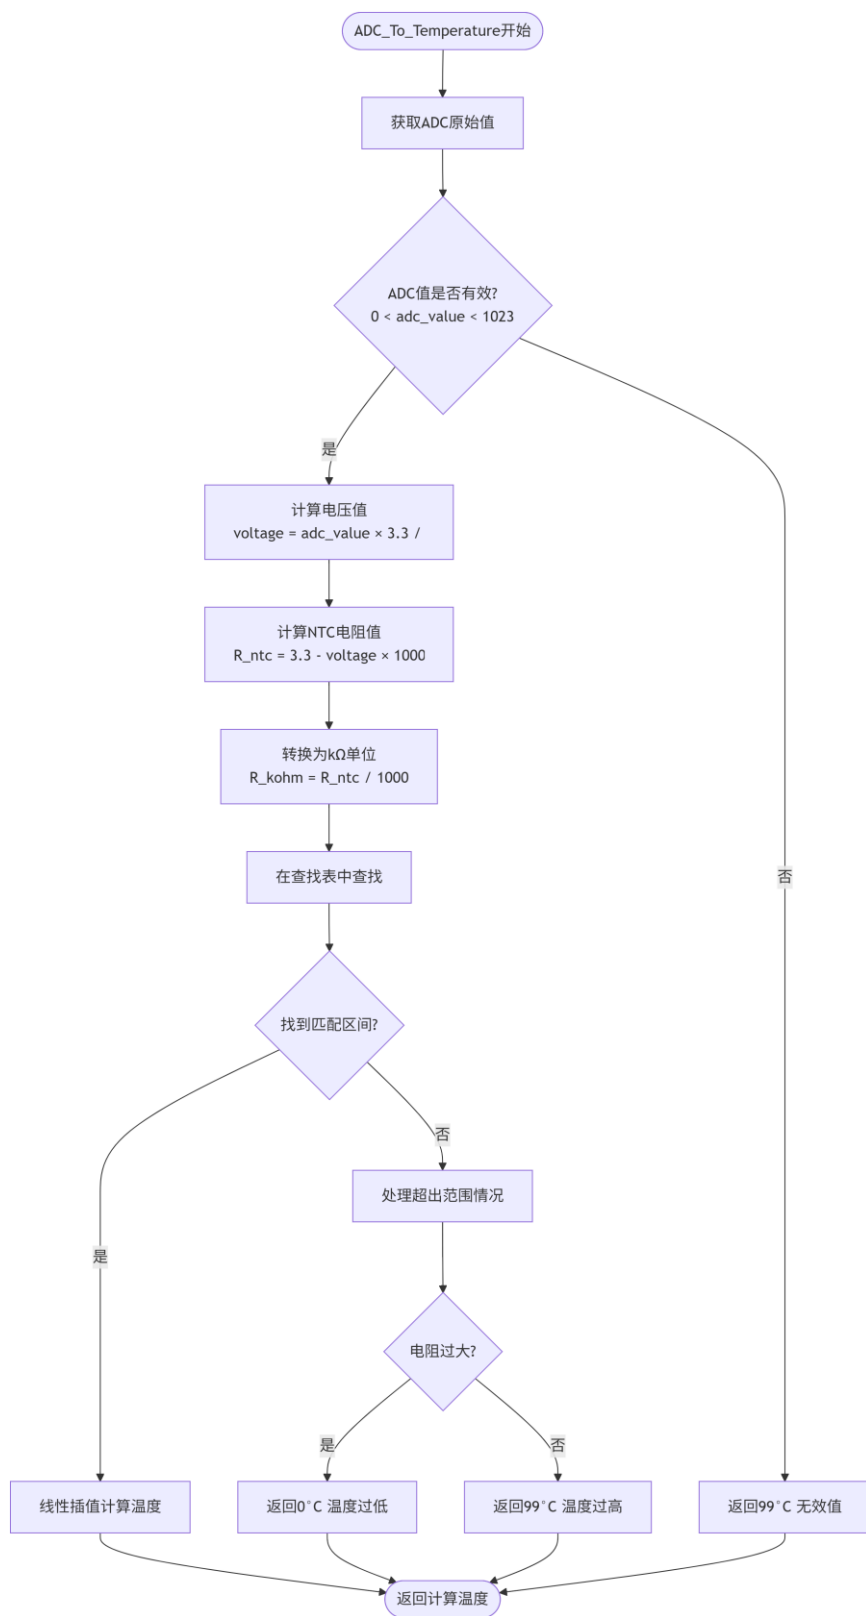 ADC_To_Temperature开始
获取ADC原始值
ADC值是否有效?
0 < adc_value < 1023
是
计算电压值
voltage = adc_value × 3.3 /
计算NTC电阻值
R_ntc = 3.3 - voltage × 1000
转换为kΩ单位
R_kohm = R_ntc / 1000
在查找表中查找
否
找到匹配区间?
否
处理超出范围情况
是
电阻过大?
是
否
线性插值计算温度
返回0°C 温度过低
返回99°C 温度过高
返回99°C 无效值
返回计算温度